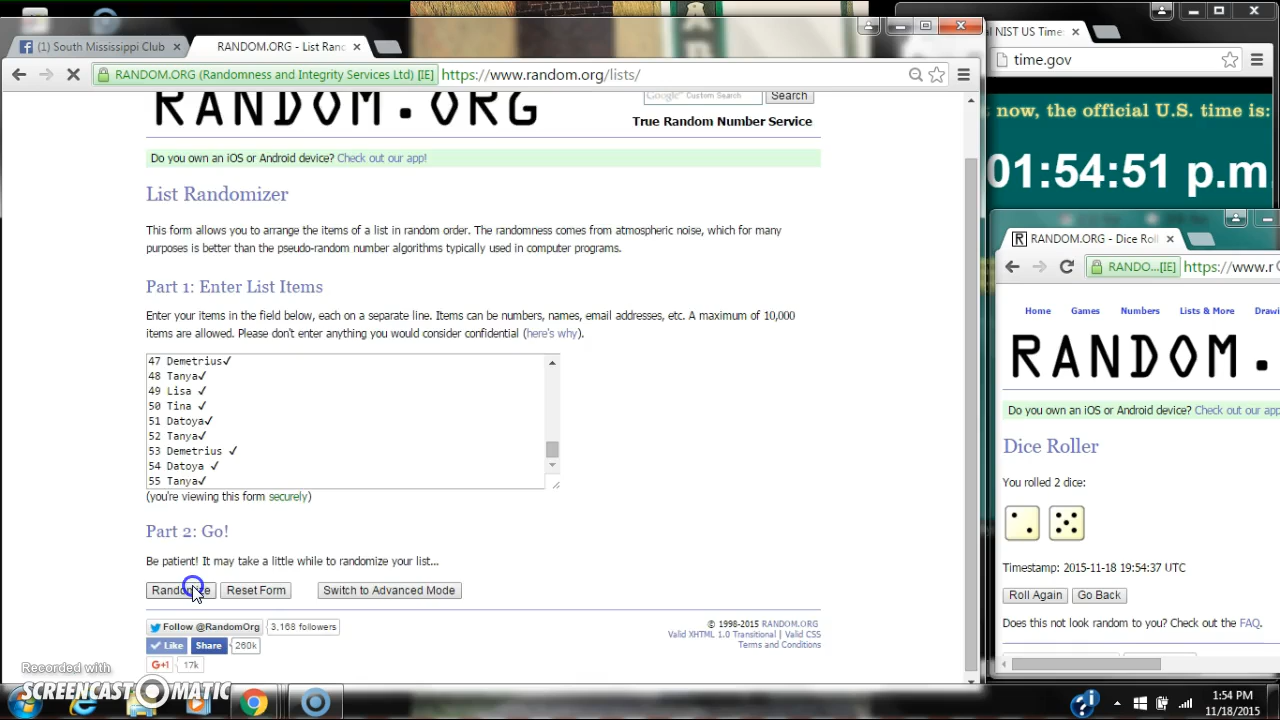 (1) South Mississippi Club
RANDOM.ORG - List Ran
RANDOM.ORG (Randomness and Integrity Services Ltd) [IE]
https://www.random.org/lists/
RANDOM.ORG
Google Custom Search
Search
True Random Number Service
Do you own an iOS or Android device? Check out our app!
List Randomizer
This form allows you to arrange the items of a list in random order. The randomness comes from atmospheric noise, which for many
purposes is better than the pseudo-random number algorithms typically used in computer programs.
Part 1: Enter List Items
Enter your items in the field below, each on a separate line. Items can be numbers, names, email addresses, etc. A maximum of 10,000
items are allowed. Please don't enter anything you would consider confidential (here's why).
47 Demetrius✓
48 Tanya✓
49 Lisa ✓
50 Tina ✓
51 Datoya✓
52 Tanya✓
53 Demetrius ✓
54 Datoya ✓
55 Tanya✓
(you're viewing this form securely)
Part 2: Go!
Be patient! It may take a little while to randomize your list...
Randomize
Reset Form
Switch to Advanced Mode
Follow @RandomOrg
3,168 followers
Like
Share
260k
G+1
17k
© 1998-2015 RANDOM.ORG
Valid XHTML 1.0 Transitional | Valid CSS
Terms and Conditions
Recorded with
SCREENCAST-O-MATIC
NIST US Time
time.gov
now, the official U.S. time is:
01:54:51 p.m.
RANDOM.ORG - Dice Roll
RANDO...[IE]
https://www.r
Home
Games
Numbers
Lists & More
Drawi
RANDOM.
Do you own an iOS or Android device? Check out our app
Dice Roller
You rolled 2 dice:
Timestamp: 2015-11-18 19:54:37 UTC
Roll Again
Go Back
Does this not look random to you? Check out the FAQ.
1:54 PM
11/18/2015